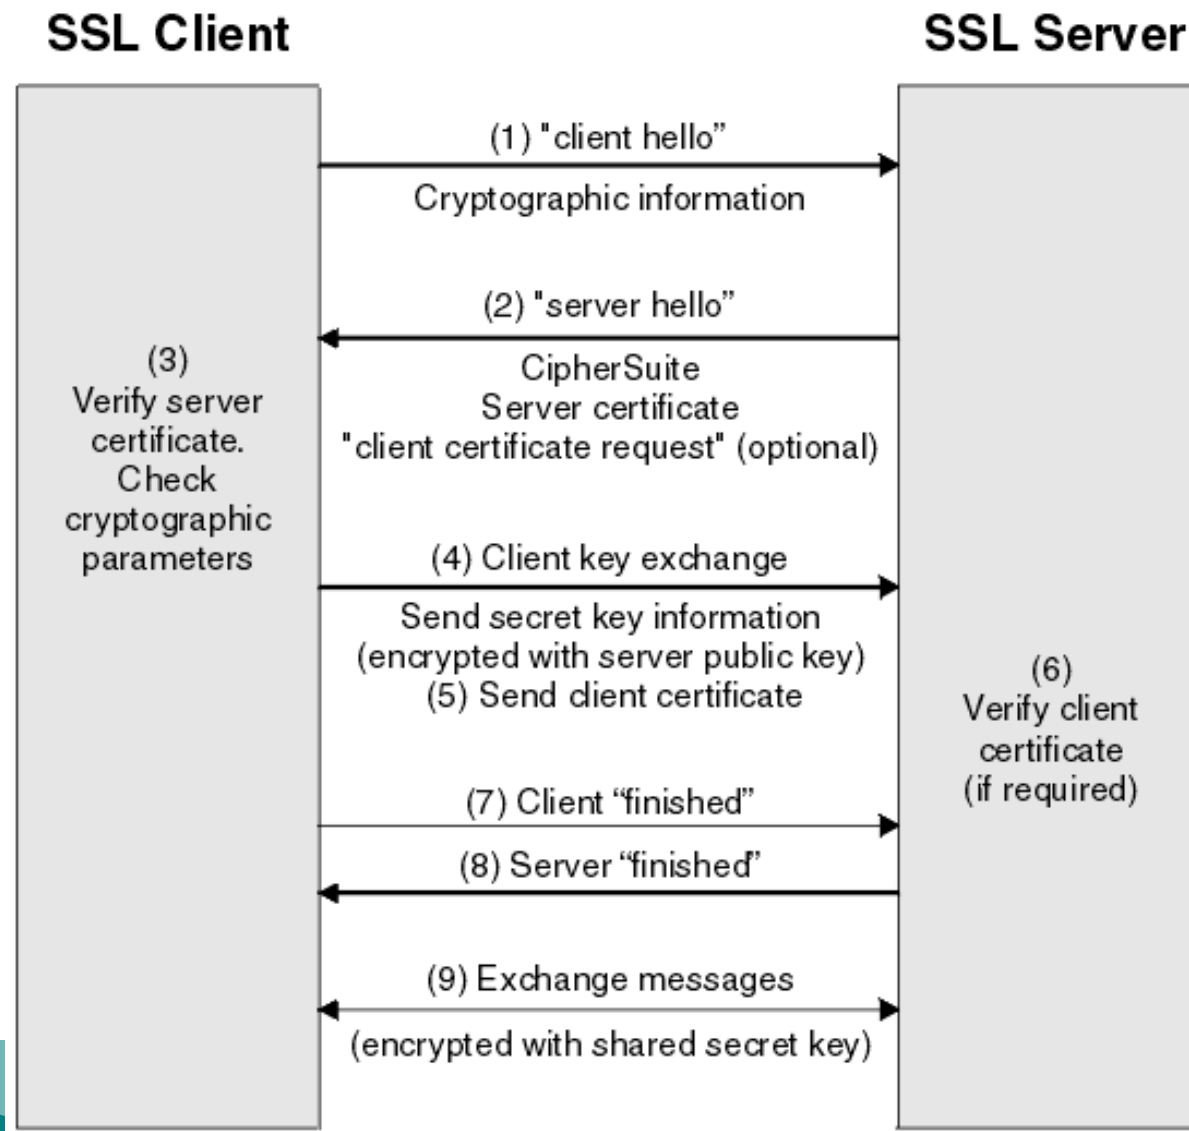 SSL Client
SSL Server
(1) "client hello”
Cryptographic information
(2) "server hello”
CipherSuite
Server certificate
"client certificate request" (optional)
(3)
Verify server
certificate.
Check
cryptographic
parameters
(4) Client key exchange
Send secret key information
(encrypted with server public key)
(5) Send client certificate
(6)
Verify client
certificate
(if required)
(7) Client “finished”
(8) Server “finished”
(9) Exchange messages
(encrypted with shared secret key)